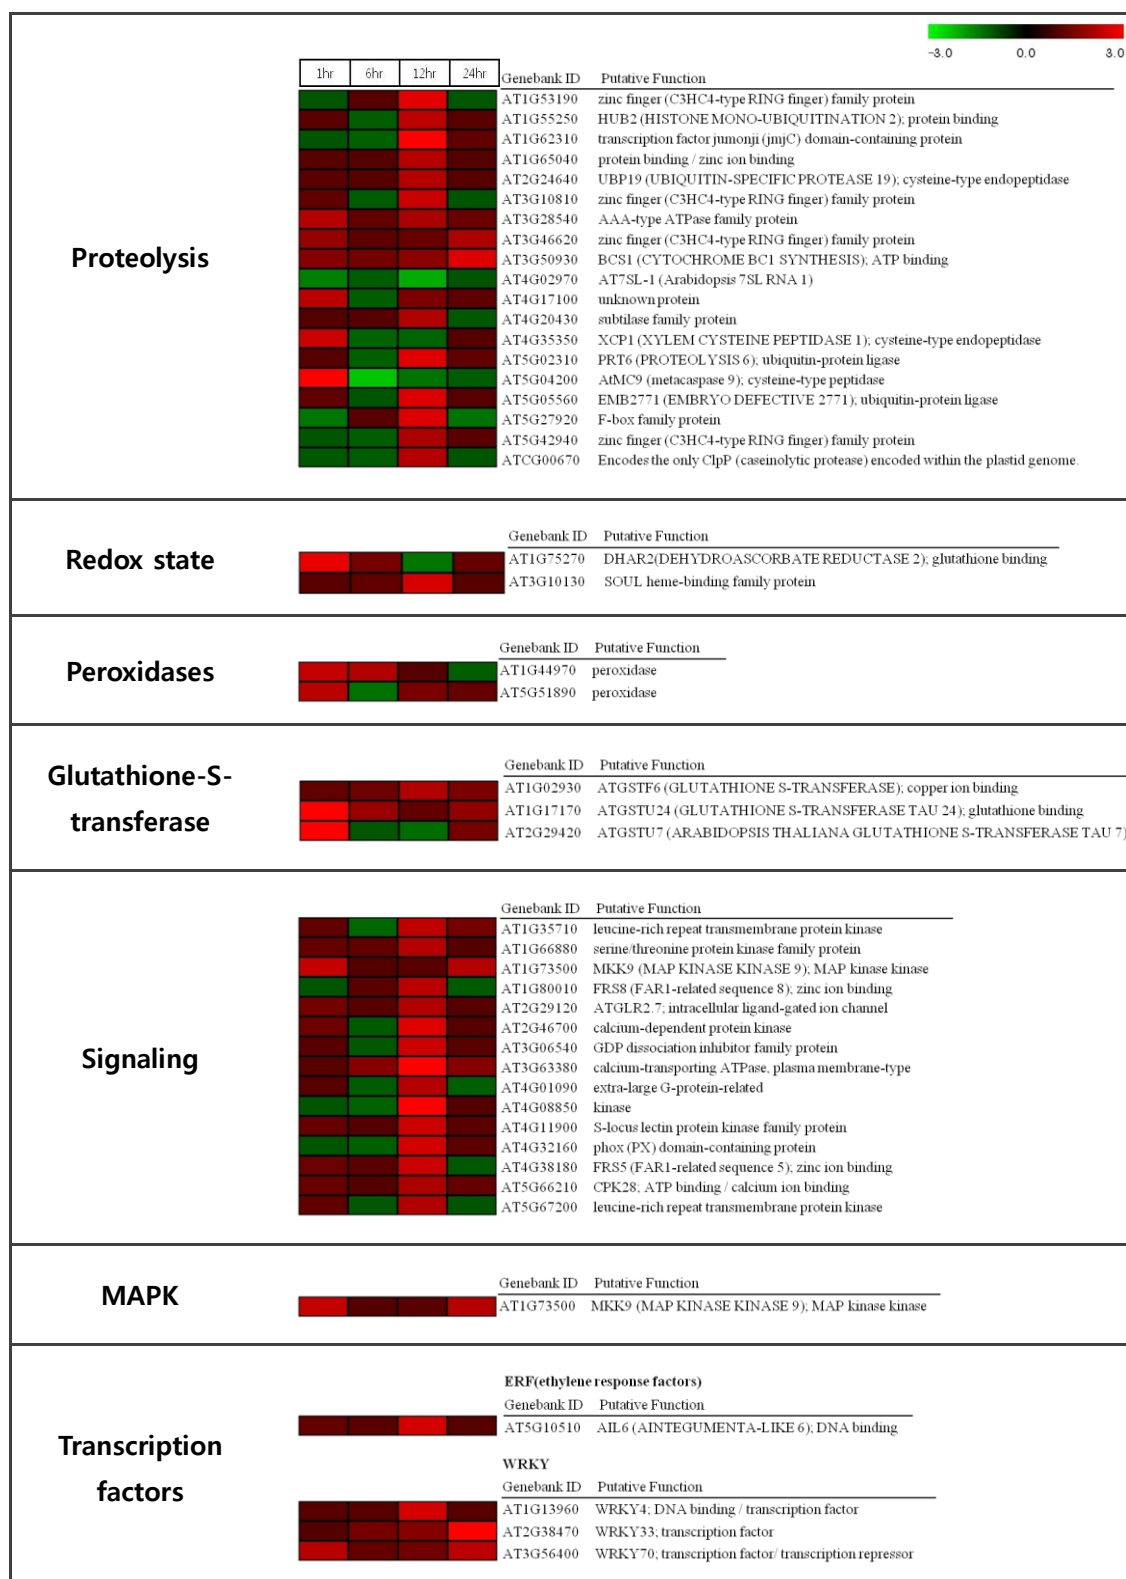 -3.0 0.0 3.0
1hr 6hr 12hr 24hr Genebank ID Putative Function
Proteolysis
AT1G53190 zinc finger (C3HC4-type RING finger) family protein
AT1G55250 HUB2 (HISTONE MONO-UBIQUITINATION 2); protein binding
AT1G62310 transcription factor jumonji (jmjC) domain-containing protein
AT1G65040 protein binding / zinc ion binding
AT2G24640 UBP19 (UBIQUITIN-SPECIFIC PROTEASE 19); cysteine-type endopeptidase
AT3G10810 zinc finger (C3HC4-type RING finger) family protein
AT3G28540 AAA-type ATPase family protein
AT3G46620 zinc finger (C3HC4-type RING finger) family protein
AT3G50930 BCS1 (CYTOCHROME BC1 SYNTHESIS); ATP binding
AT4G02970 AT7SL-1 (Arabidopsis 7SL RNA 1)
AT4G17100 unknown protein
AT4G20430 subtilase family protein
AT4G35350 XCP1 (XYLEM CYSTEINE PEPTIDASE 1); cysteine-type endopeptidase
AT5G02310 PRT6 (PROTEOLYSIS 6); ubiquitin-protein ligase
AT5G04200 AtMC9 (metacaspase 9); cysteine-type peptidase
AT5G05560 EMB2771 (EMBRYO DEFECTIVE 2771); ubiquitin-protein ligase
AT5G27920 F-box family protein
AT5G42940 zinc finger (C3HC4-type RING finger) family protein
ATCG00670 Encodes the only ClpP (caseinolytic protease) encoded within the plastid genome.
Redox state
Genebank ID Putative Function
AT1G75270 DHAR2(DEHYDROASCORBATE REDUCTASE 2); glutathione binding
AT3G10130 SOUL heme-binding family protein
Peroxidases
Genebank ID Putative Function
AT1G44970 peroxidase
AT5G51890 peroxidase
Glutathione-S-
transferase
Genebank ID Putative Function
AT1G02930 ATGSTF6 (GLUTATHIONE S-TRANSFERASE); copper ion binding
AT1G17170 ATGSTU24 (GLUTATHIONE S-TRANSFERASE TAU 24); glutathione binding
AT2G29420 ATGSTU7 (ARABIDOPSIS THALIANA GLUTATHIONE S-TRANSFERASE TAU 7)
Signaling
Genebank ID Putative Function
AT1G35710 leucine-rich repeat transmembrane protein kinase
AT1G66880 serine/threonine protein kinase family protein
AT1G73500 MKK9 (MAP KINASE KINASE 9); MAP kinase kinase
AT1G80010 FRS8 (FAR1-related sequence 8); zinc ion binding
AT2G29120 ATGLR2.7; intracellular ligand-gated ion channel
AT2G46700 calcium-dependent protein kinase
AT3G06540 GDP dissociation inhibitor family protein
AT3G63380 calcium-transporting ATPase, plasma membrane-type
AT4G01090 extra-large G-protein-related
AT4G08850 kinase
AT4G11900 S-locus lectin protein kinase family protein
AT4G32160 phox (PX) domain-containing protein
AT4G38180 FRS5 (FAR1-related sequence 5); zinc ion binding
AT5G66210 CPK28; ATP binding / calcium ion binding
AT5G67200 leucine-rich repeat transmembrane protein kinase
MAPK
Genebank ID Putative Function
AT1G73500 MKK9 (MAP KINASE KINASE 9); MAP kinase kinase
Transcription
factors
ERF(ethylene response factors)
Genebank ID Putative Function
AT5G10510 AIL6 (AINTEGUMENTA-LIKE 6); DNA binding
WRKY
Genebank ID Putative Function
AT1G13960 WRKY4; DNA binding / transcription factor
AT2G38470 WRKY33; transcription factor
AT3G56400 WRKY70; transcription factor/ transcription repressor